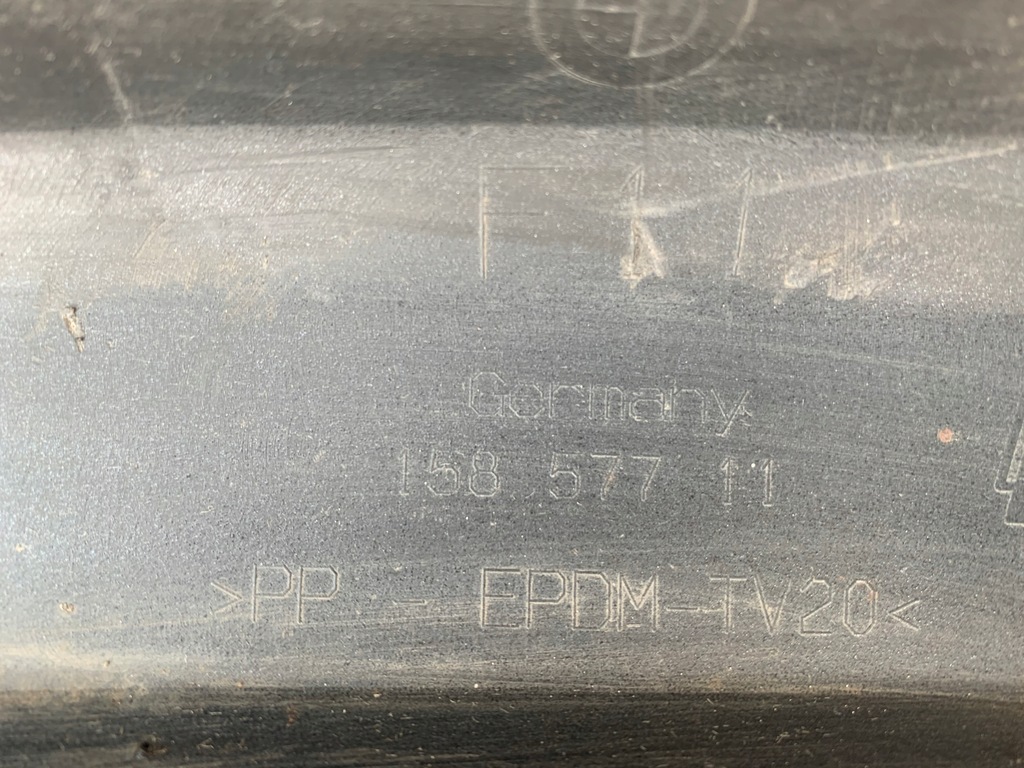 Germany
158 577 11
>PP - EPDM-TV20<